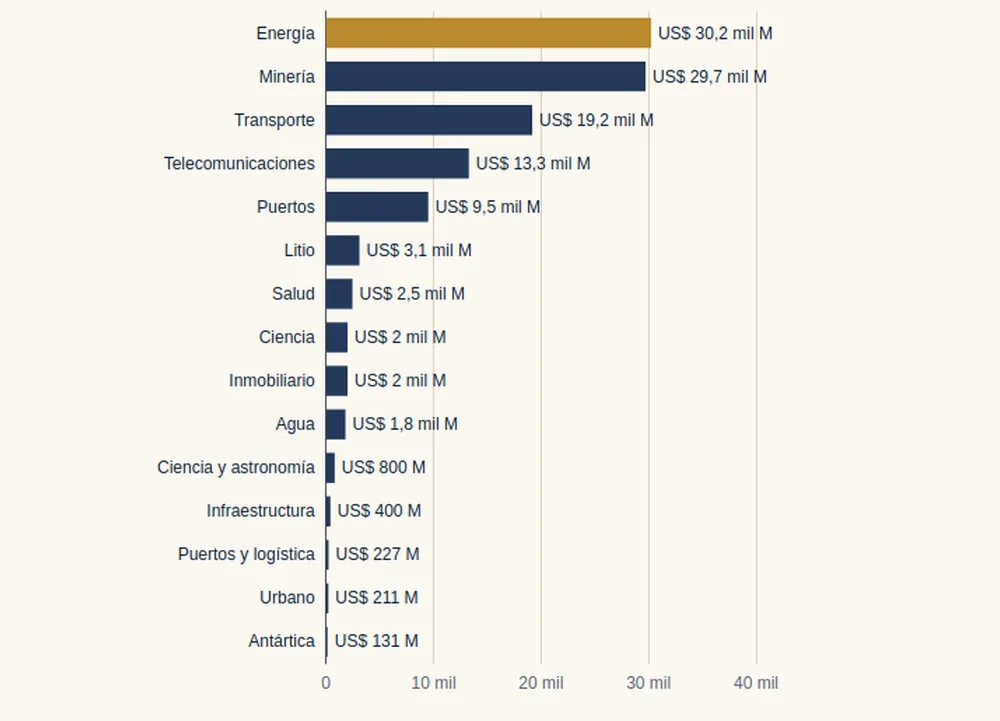 Energía US$ 30,2 mil M
Minería US$ 29,7 mil M
Transporte US$ 19,2 mil M
Telecomunicaciones US$ 13,3 mil M
Puertos US$ 9,5 mil M
Litio US$ 3,1 mil M
Salud US$ 2,5 mil M
Ciencia US$ 2 mil M
Inmobiliario US$ 2 mil M
Agua US$ 1,8 mil M
Ciencia y astronomía US$ 800 M
Infraestructura US$ 400 M
Puertos y logística US$ 227 M
Urbano US$ 211 M
Antártica US$ 131 M
0 10 mil 20 mil 30 mil 40 mil